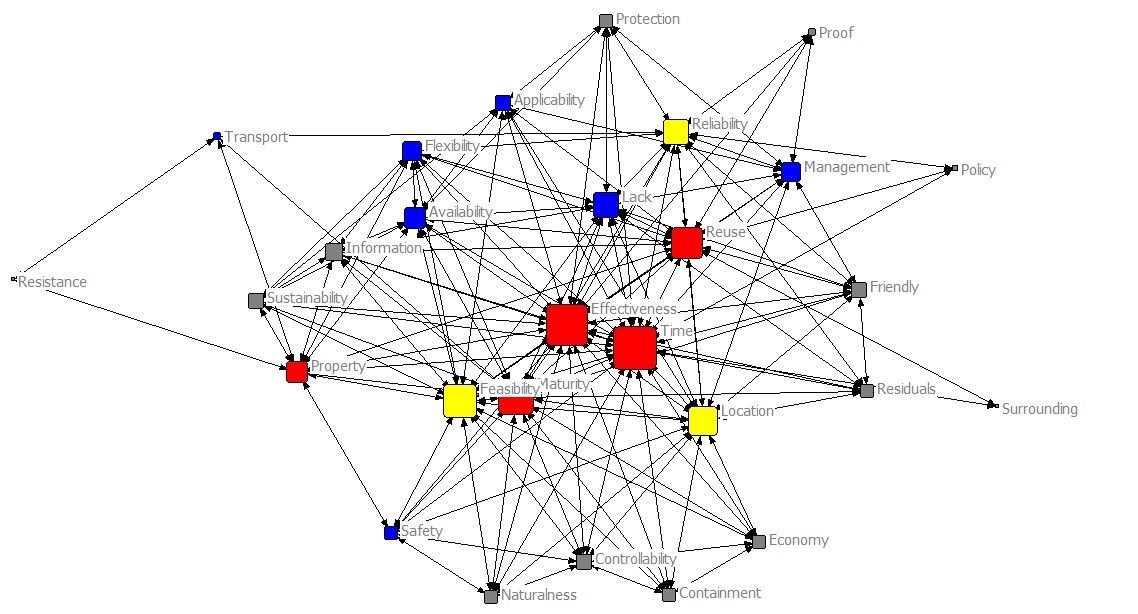 Protection
Proof
Applicability
Reliability
Transport
Flexibility
Management
Policy
Lack
Availability
Reuse
Information
Resistance
Friendly
Sustainability
Effectiveness
Time
Property
Feasibility
Maturity
Residuals
Location
Surrounding
Safety
Economy
Controllability
Naturalness
Containment